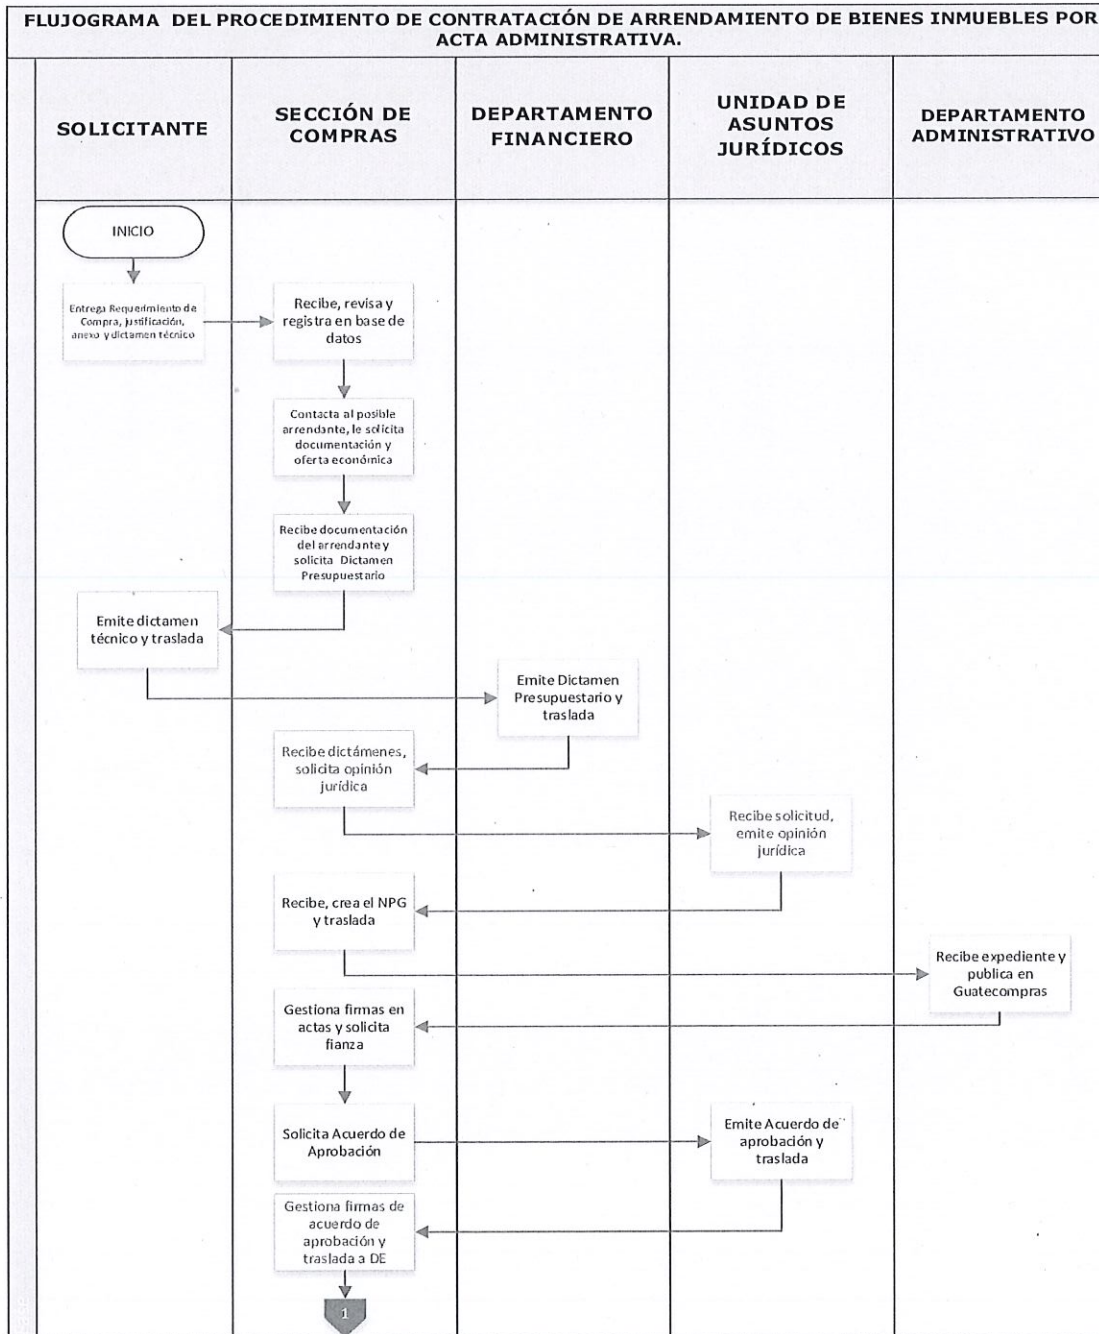 FLUJOGRAMA DEL PROCEDIMIENTO DE CONTRATACIÓN DE ARRENDAMIENTO DE BIENES INMUEBLES POR
ACTA ADMINISTRATIVA.
SOLICITANTE
SECCIÓN DE
COMPRAS
DEPARTAMENTO
FINANCIERO
UNIDAD DE
ASUNTOS
JURÍDICOS
DEPARTAMENTO
ADMINISTRATIVO
INICIO
Entrega Requerimiento de
Compra, justificación,
anexo y dictamen técnico
Recibe, revisa y
registra en base de
datos
Contacta al posible
arrendante, le solicita
documentación y
oferta económica
Recibe documentación
del arrendante y
solicita Dictamen
Presupuestario
Emite dictamen
técnico y traslada
Emite Dictamen
Presupuestario y
traslada
Recibe dictámenes,
solicita opinión
jurídica
Recibe solicitud,
emite opinión
jurídica
Recibe, crea el NPG
y traslada
Recibe expediente y
publica en
Guatecompras
Gestiona firmas en
actas y solicita
fianza
Solicita Acuerdo de
Aprobación
Emite Acuerdo de
aprobación y
traslada
Gestiona firmas de
acuerdo de
aprobación y
traslada a DE
1